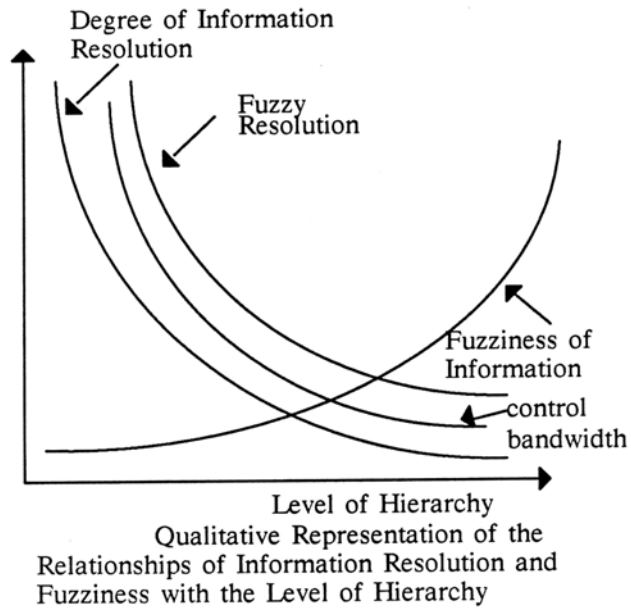 Degree of Information
Resolution
Fuzzy
Resolution
Fuzziness of
Information
control
bandwidth
Level of Hierarchy
Qualitative Representation of the
Relationships of Information Resolution and
Fuzziness with the Level of Hierarchy